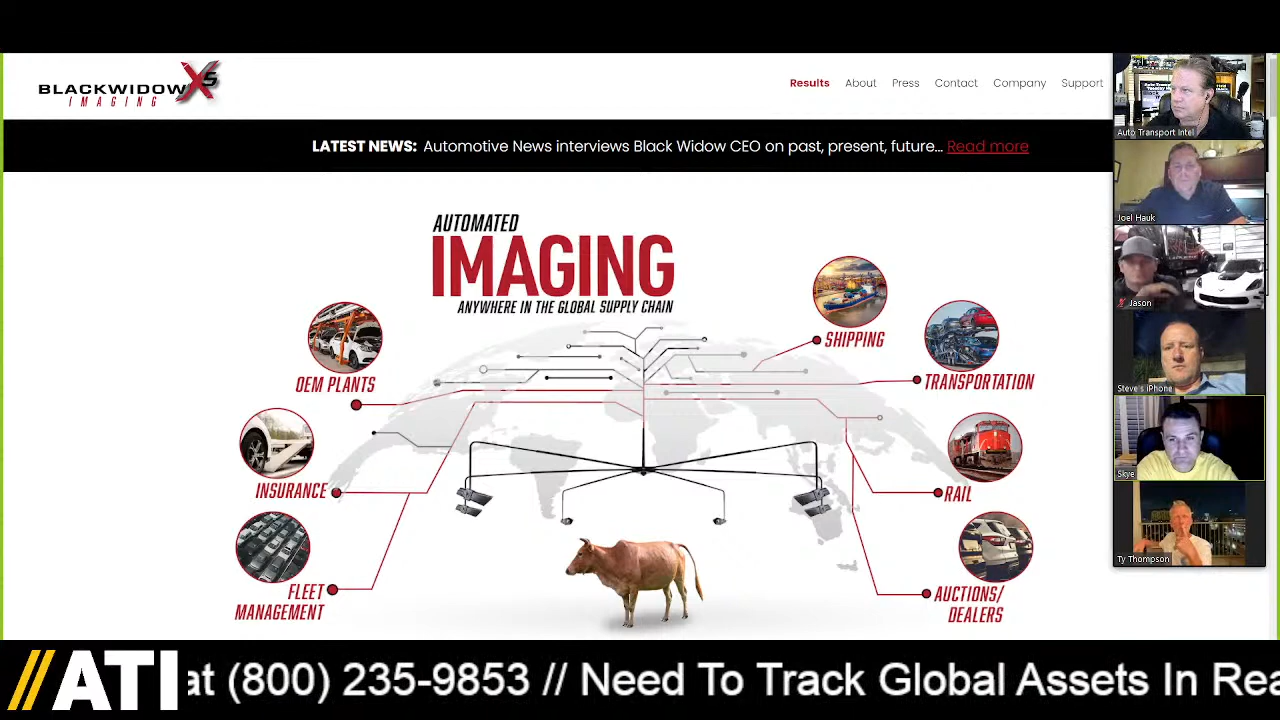 BLACKWIDOW X5
IMAGING
Results About Press Contact Company Support
LATEST NEWS: Automotive News interviews Black Widow CEO on past, present, future... Read more
AUTOMATED
IMAGING
ANYWHERE IN THE GLOBAL SUPPLY CHAIN
OEM PLANTS
INSURANCE
FLEET
MANAGEMENT
SHIPPING
TRANSPORTATION
RAIL
AUCTIONS/
DEALERS
Auto Transport Intel
Joel Hauk
Jason
Steve's iPhone
Skye
Ty Thompson
//ATI at (800) 235-9853 // Need To Track Global Assets In Rea